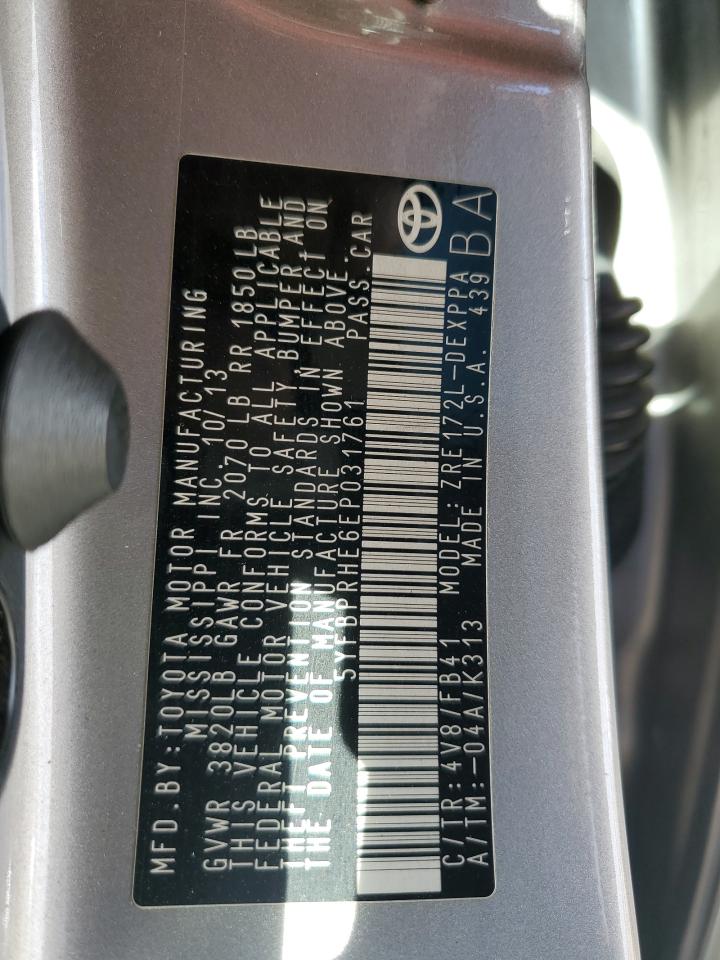 MFD.BY:TOYOTA MOTOR MANUFACTURING
MISSISSIPPI INC. 10/13
GVWR 3820LB GAWR FR 2070 LB RR 1850 LB
THIS VEHICLE CONFORMS TO ALL APPLICABLE
FEDERAL MOTOR VEHICLE SAFETY, BUMPER, AND
THEFT PREVENTION STANDARDS IN EFFECT ON
THE DATE OF MANUFACTURE SHOWN ABOVE.
5YFBPRHE6EP031761 PASS.CAR
C/TR: 4V8/FB41 MODEL: ZRE172L-DEXPPA
A/TM:-04A/K313 MADE IN U.S.A. 439
BA